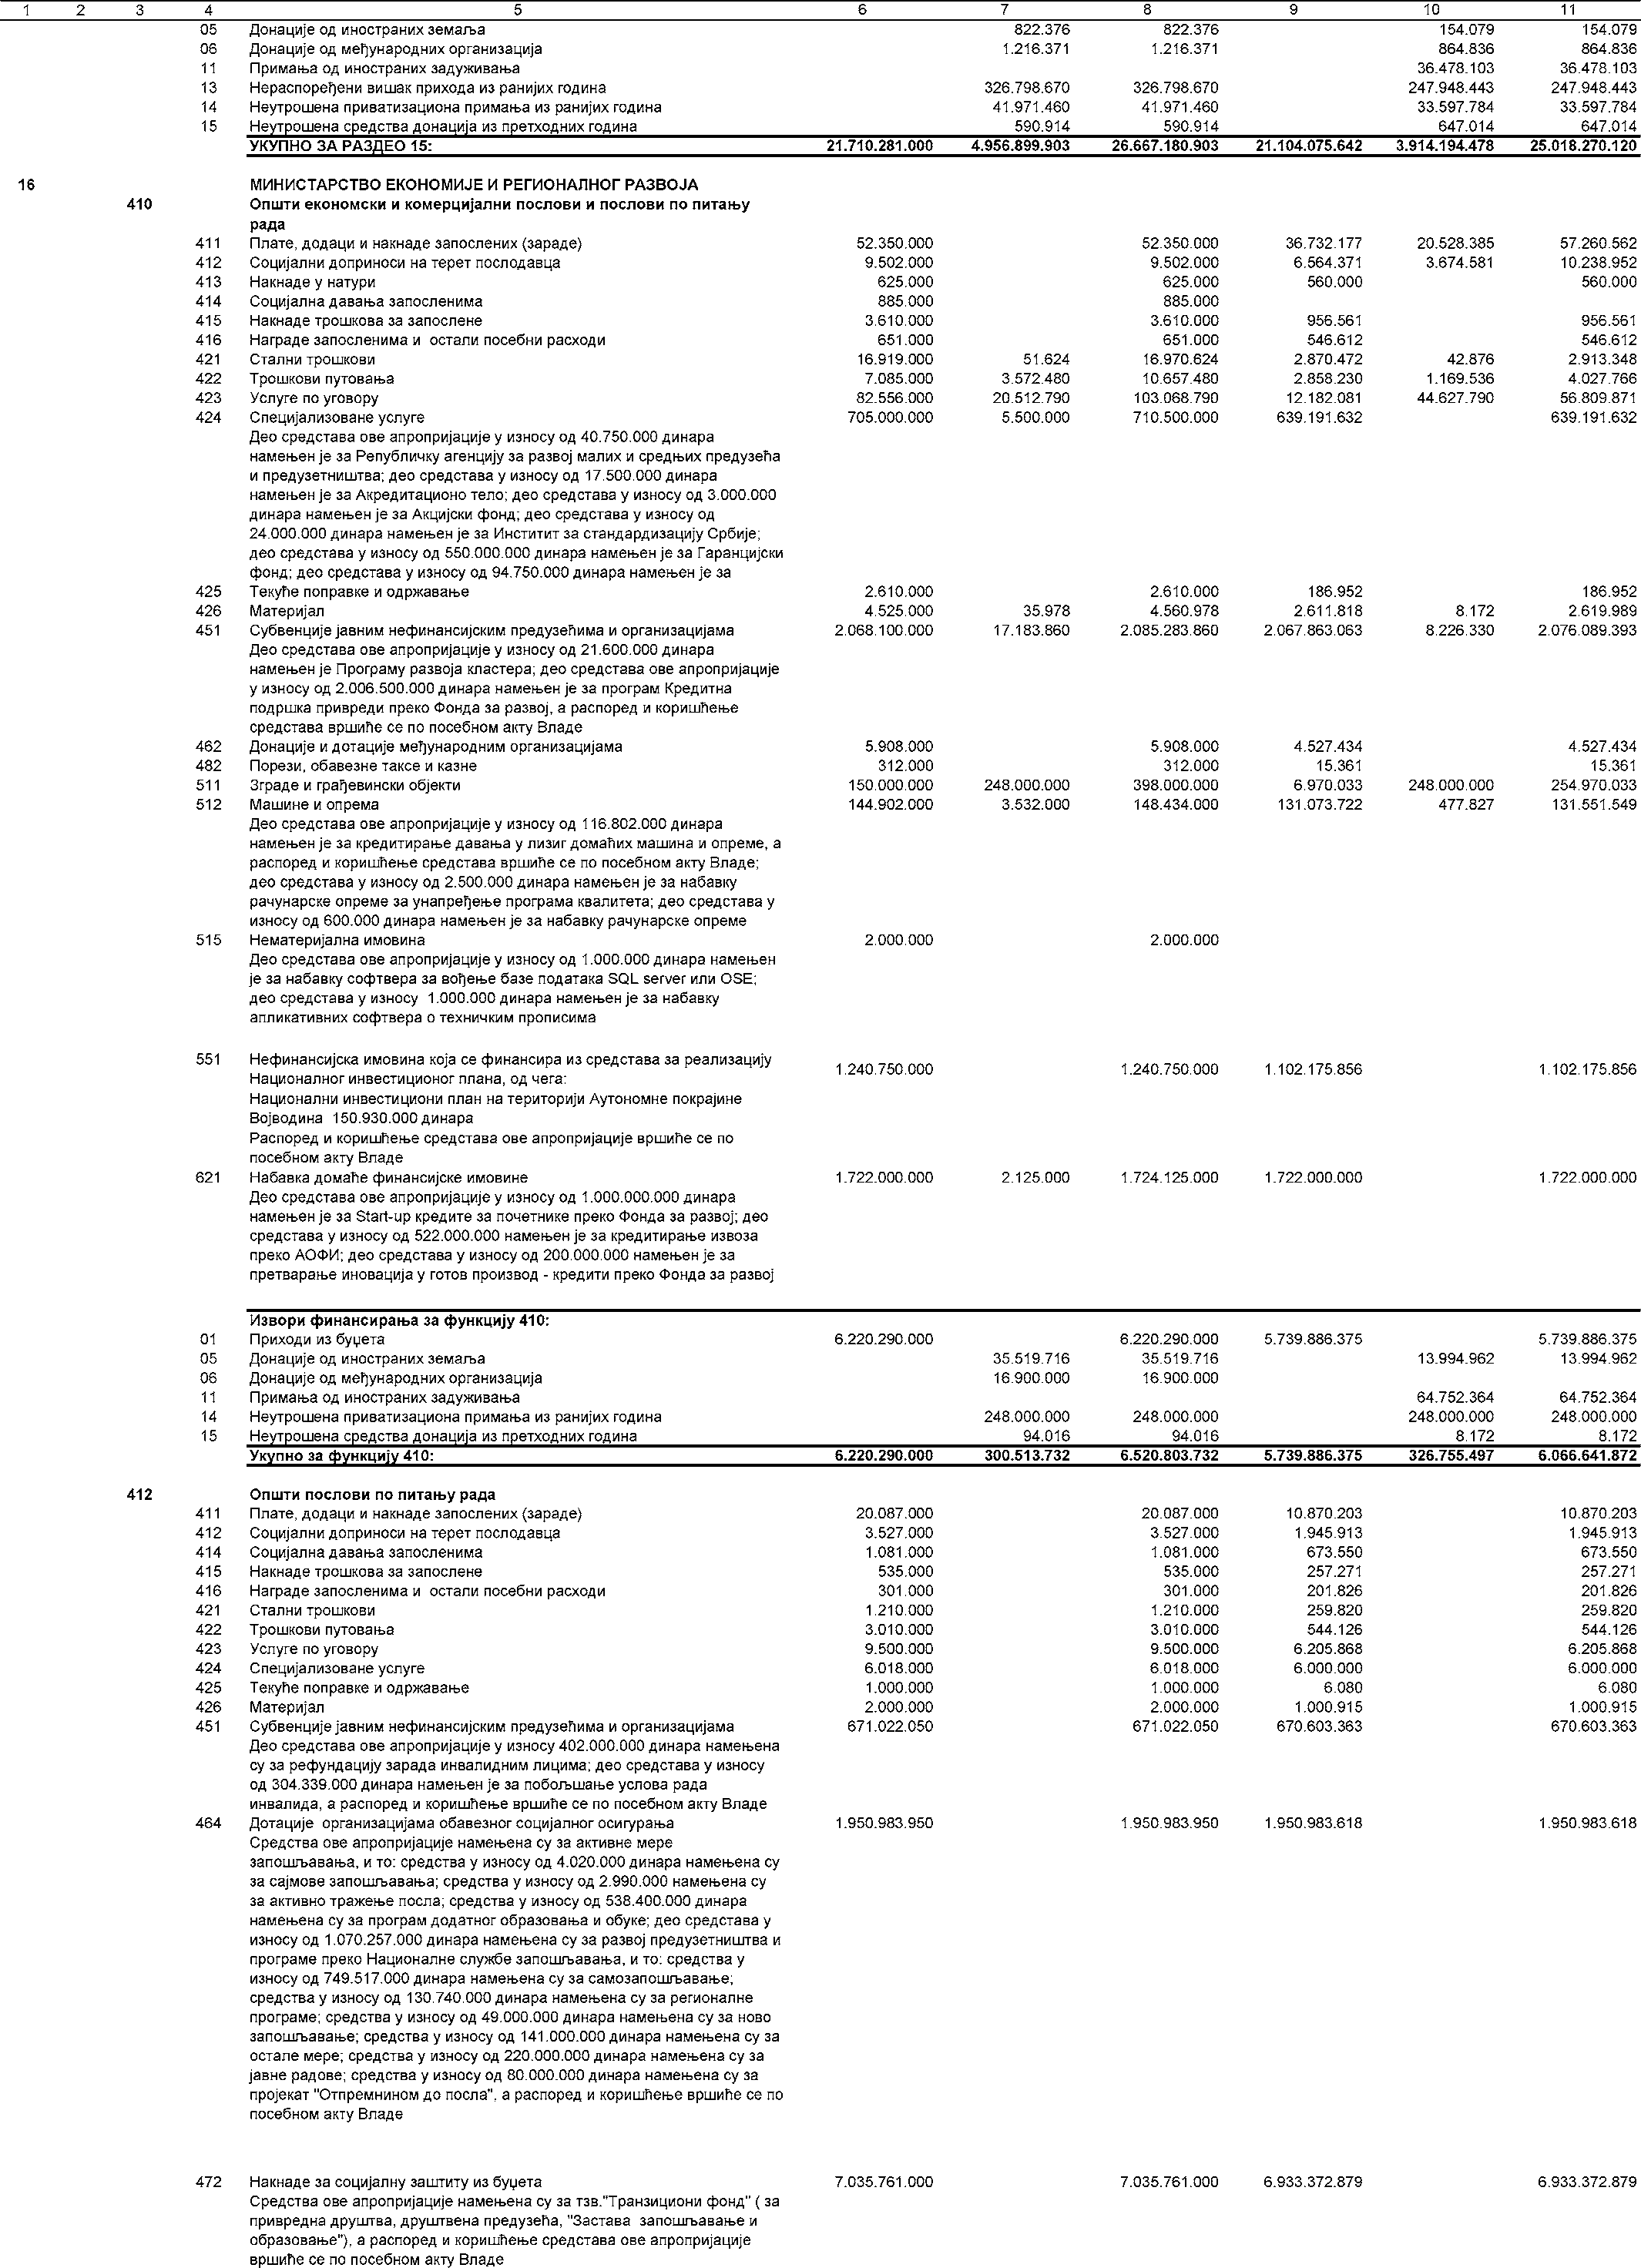 1 2 3 4 5 6 7 8 9 10 11
05 Донације од иностраних земаља 822.376 822.376 154.079 154.079
06 Донације од међународних организација 1.216.371 1.216.371 864.836 864.836
11 Примања од иностраних задуживања 36.478.103 36.478.103
13 Нераспоређени вишак прихода из ранијих година 326.798.670 326.798.670 247.948.443 247.948.443
14 Неутрошена приватизациона примања из ранијих година 41.971.460 41.971.460 33.597.784 33.597.784
15 Неутрошена средства донација из претходних година 590.914 590.914 647.014 647.014
УКУПНО ЗА РАЗДЕО 15: 21.710.281.000 4.956.899.903 26.667.180.903 21.104.075.642 3.914.194.478 25.018.270.120
16 МИНИСТАРСТВО ЕКОНОМИЈЕ И РЕГИОНАЛНОГ РАЗВОЈА
410 Општи економски и комерцијални послови и послови по питању
рада
411 Плате, додаци и накнаде запослених (зараде) 52.350.000 52.350.000 36.732.177 20.528.385 57.260.562
412 Социјални доприноси на терет послодавца 9.502.000 9.502.000 6.564.371 3.674.581 10.238.952
413 Накнаде у натури 625.000 625.000 560.000 560.000
414 Социјална давања запосленима 885.000 885.000
415 Накнаде трошкова за запослене 3.610.000 3.610.000 956.561 956.561
416 Награде запосленима и остали посебни расходи 651.000 651.000 546.612 546.612
421 Стални трошкови 16.919.000 51.624 16.970.624 2.870.472 42.876 2.913.348
422 Трошкови путовања 7.085.000 3.572.480 10.657.480 2.858.230 1.169.536 4.027.766
423 Услуге по уговору 82.556.000 20.512.790 103.068.790 12.182.081 44.627.790 56.809.871
424 Специјализоване услуге 705.000.000 5.500.000 710.500.000 639.191.632 639.191.632
Део средстава ове апропријације у износу од 40.750.000 динара
намењен је за Републичку агенцију за развој малих и средњих предузећа
и предузетништва; део средстава у износу од 17.500.000 динара
намењен је за Акредитационо тело; део средстава у износу од 3.000.000
динара намењен је за Акцијски фонд; део средстава у износу од
24.000.000 динара намењен је за Институт за стандардизацију Србије;
део средстава у износу од 550.000.000 динара намењен је за Гаранцијски
фонд; део средстава у износу од 94.750.000 динара намењен је за
425 Текуће поправке и одржавање 2.610.000 2.610.000 186.952 186.952
426 Материјал 4.525.000 35.978 4.560.978 2.611.818 8.172 2.619.989
451 Субвенције јавним нефинансијским предузећима и организацијама 2.068.100.000 17.183.860 2.085.283.860 2.067.863.063 8.226.330 2.076.089.393
Део средстава ове апропријације у износу од 21.600.000 динара
намењен је Програму развоја кластера; део средстава ове апропријације
у износу од 2.006.500.000 динара намењен је за програм Кредитна
подршка привреди преко Фонда за развој, а распоред и коришћење
средстава вршиће се по посебном акту Владе
462 Донације и дотације међународним организацијама 5.908.000 5.908.000 4.527.434 4.527.434
482 Порези, обавезне таксе и казне 312.000 312.000 15.361 15.361
511 Зграде и грађевински објекти 150.000.000 248.000.000 398.000.000 6.970.033 248.000.000 254.970.033
512 Машине и опрема 144.902.000 3.532.000 148.434.000 131.073.722 477.827 131.551.549
Део средстава ове апропријације у износу од 116.802.000 динара
намењен је за кредитирање давања у лизиг домаћих машина и опреме, а
распоред и коришћење средстава вршиће се по посебном акту Владе;
део средстава у износу од 2.500.000 динара намењен је за набавку
рачунарске опреме за унапређење програма квалитета; део средстава у
износу од 600.000 динара намењен је за набавку рачунарске опреме
515 Нематеријална имовина 2.000.000 2.000.000
Део средстава ове апропријације у износу од 1.000.000 динара намењен
је за набавку софтвера за вођење базе података SQL server или OSE;
део средстава у износу 1.000.000 динара намењен је за набавку
апликативних софтвера о техничким прописима
551 Нефинансијска имовина која се финансира из средстава за реализацију
Националног инвестиционог плана, од чега: 1.240.750.000 1.240.750.000 1.102.175.856 1.102.175.856
Национални инвестициони план на територији Аутономне покрајине
Војводина 150.930.000 динара
Распоред и коришћење средстава ове апропријације вршиће се по
посебном акту Владе
621 Набавка домаће финансијске имовине 1.722.000.000 2.125.000 1.724.125.000 1.722.000.000 1.722.000.000
Део средстава ове апропријације у износу од 1.000.000.000 динара
намењен је за Start-up кредите за почетнике преко Фонда за развој; део
средстава у износу од 522.000.000 намењен је за кредитирање извоза
преко АОФИ; део средстава у износу од 200.000.000 намењен је за
претварање иновација у готов производ - кредити преко Фонда за развој
Извори финансирања за функцију 410:
01 Приходи из буџета 6.220.290.000 6.220.290.000 5.739.886.375 5.739.886.375
05 Донације од иностраних земаља 35.519.716 35.519.716 13.994.962 13.994.962
06 Донације од међународних организација 16.900.000 16.900.000
11 Примања од иностраних задуживања 64.752.364 64.752.364
14 Неутрошена приватизациона примања из ранијих година 248.000.000 248.000.000 248.000.000 248.000.000
15 Неутрошена средства донација из претходних година 94.016 94.016 8.172 8.172
Укупно за функцију 410: 6.220.290.000 300.513.732 6.520.803.732 5.739.886.375 326.755.497 6.066.641.872
412 Општи послови по питању рада
411 Плате, додаци и накнаде запослених (зараде) 20.087.000 20.087.000 10.870.203 10.870.203
412 Социјални доприноси на терет послодавца 3.527.000 3.527.000 1.945.913 1.945.913
414 Социјална давања запосленима 1.081.000 1.081.000 673.550 673.550
415 Накнаде трошкова за запослене 535.000 535.000 257.271 257.271
416 Награде запосленима и остали посебни расходи 301.000 301.000 201.826 201.826
421 Стални трошкови 1.210.000 1.210.000 259.820 259.820
422 Трошкови путовања 3.010.000 3.010.000 544.126 544.126
423 Услуге по уговору 9.500.000 9.500.000 6.205.868 6.205.868
424 Специјализоване услуге 6.018.000 6.018.000 6.000.000 6.000.000
425 Текуће поправке и одржавање 1.000.000 1.000.000 6.080 6.080
426 Материјал 2.000.000 2.000.000 1.000.915 1.000.915
451 Субвенције јавним нефинансијским предузећима и организацијама 671.022.050 671.022.050 670.603.363 670.603.363
Део средстава ове апропријације у износу 402.000.000 динара намењена
су за рефундацију зарада инвалидним лицима; део средстава у износу
од 304.339.000 динара намењен је за побољшање услова рада
инвалида, а распоред и коришћење вршиће се по посебном акту Владе
464 Дотације организацијама обавезног социјалног осигурања 1.950.983.950 1.950.983.950 1.950.983.618 1.950.983.618
Средства ове апропријације намењена су за активне мере
запошљавања, и то: средства у износу од 4.020.000 динара намењена су
за сајмове запошљавања; средства у износу од 2.990.000 намењена су
за активно тражење посла; средства у износу од 538.400.000 динара
намењена су за програм додатног образовања и обуке; део средстава у
износу од 1.070.257.000 динара намењена су за развој предузетништва и
програме преко Националне службе запошљавања, и то: средства у
износу од 749.517.000 динара намењена су за самозапошљавање;
средства у износу од 130.740.000 динара намењена су за регионалне
програме; средства у износу од 49.000.000 динара намењена су за ново
запошљавање; средства у износу од 141.000.000 динара намењена су за
остале мере; средства у износу од 220.000.000 динара намењена су за
јавне радове; средства у износу од 80.000.000 динара намењена су за
пројекат "Отпремнином до посла", а распоред и коришћење вршиће се по
посебном акту Владе
472 Накнаде за социјалну заштиту из буџета 7.035.761.000 7.035.761.000 6.933.372.879 6.933.372.879
Средства ове апропријације намењена су за тзв."Транзициони фонд" ( за
привредна друштва, друштвена предузећа, "Застава запошљавање и
образовање"), а распоред и коришћење средстава ове апропријације
вршиће се по посебном акту Владе